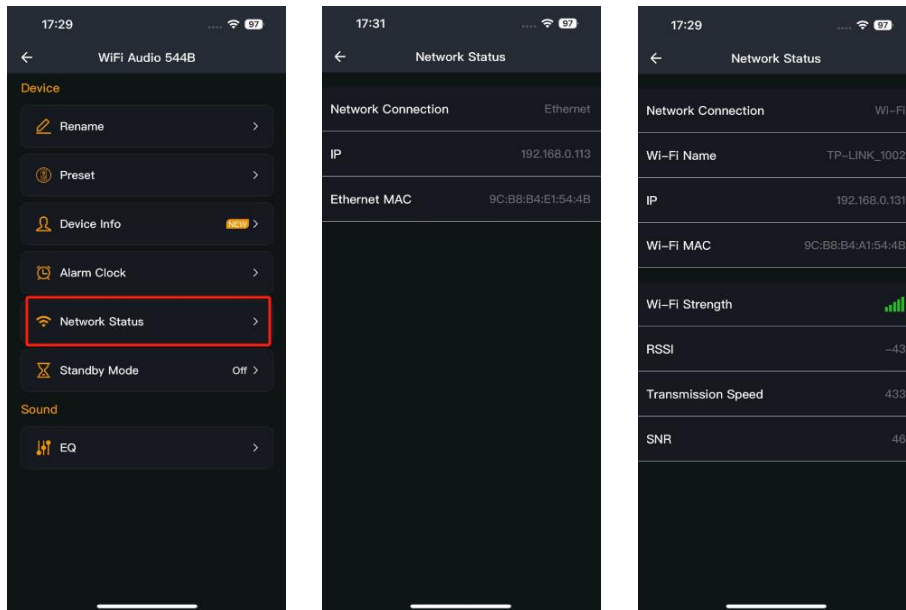 17:29
97
WiFi Audio 544B
Device
Rename
Preset
Device Info NEW
Alarm Clock
Network Status
Standby Mode Off
Sound
EQ
17:31
97
Network Status
Network Connection Ethernet
IP 192.168.0.113
Ethernet MAC 9C:B8:B4:E1:54:4B
17:29
97
Network Status
Network Connection Wi-Fi
Wi-Fi Name TP-LINK_1002
IP 192.168.0.131
Wi-Fi MAC 9C:B8:B4:A1:54:4B
Wi-Fi Strength
RSSI -43
Transmission Speed 433
SNR 46